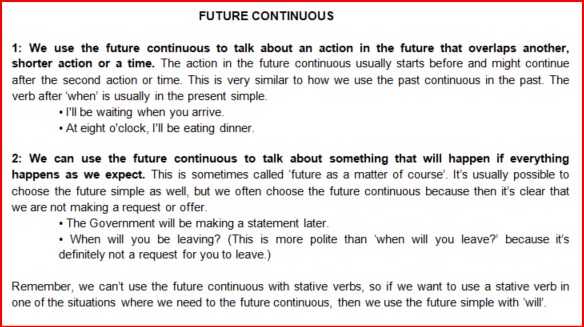 FUTURE CONTINUOUS
1: We use the future continuous to talk about an action in the future that overlaps another,
shorter action or a time. The action in the future continuous usually starts before and might continue
after the second action or time. This is very similar to how we use the past continuous in the past. The
verb after ‘when’ is usually in the present simple.
• I'll be waiting when you arrive.
• At eight o'clock, I'll be eating dinner.
2: We can use the future continuous to talk about something that will happen if everything
happens as we expect. This is sometimes called ‘future as a matter of course’. It’s usually possible to
choose the future simple as well, but we often choose the future continuous because then it’s clear that
we are not making a request or offer.
• The Government will be making a statement later.
• When will you be leaving? (This is more polite than ‘when will you leave?’ because it’s
definitely not a request for you to leave.)
Remember, we can’t use the future continuous with stative verbs, so if we want to use a stative verb in
one of the situations where we need to the future continuous, then we use the future simple with ‘will’.